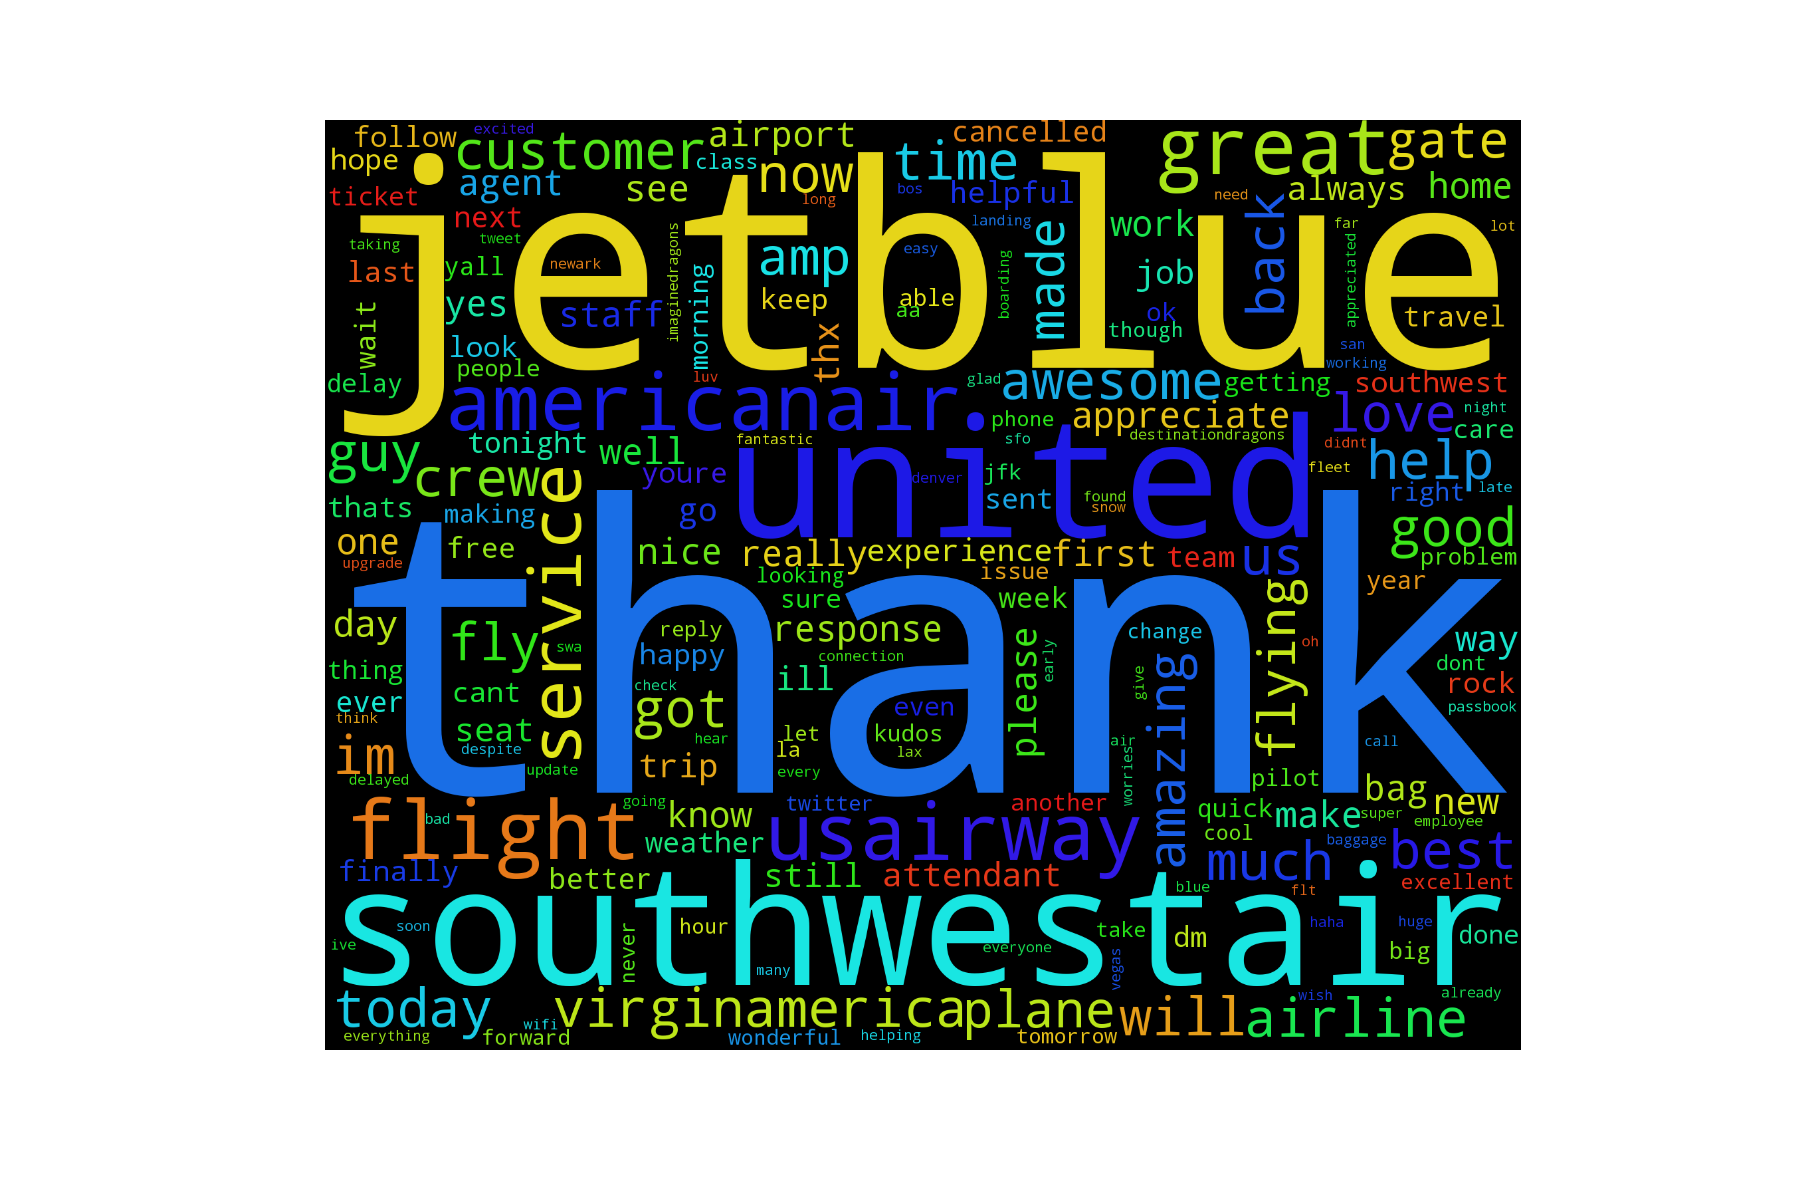 follow
excited
customer
airport
cancelled
great
gate
hope
agent
class
now
time
see
helpful
bos
need
always
home
ticket
next
long
landing
back
work
far
lot
jetblue
taking
tweet
yall
newark
imaginedragons
amp
easy
made
last
morning
boarding
job
appreciated
yes
staff
keep
able
aa
ok
travel
wait
look
thx
though
san
people
working
delay
luv
americanair
glad
awesome
getting
southwest
love
night
phone
appreciate
care
guy
tonight
well
fantastic
united
sfo
destinationdragons
didnt
help
crew
youre
denver
jfk
fleet
right
late
thats
making
service
go
sent
found
snow
good
one
free
nice
really
experience
first
team
us
problem
upgrade
looking
issue
year
thank
sure
week
flying
day
fly
reply
response
change
way
thing
swa
happy
connection
please
early
oh
dont
ever
cant
check
ill
give
amazing
rock
think
seat
got
even
passbook
im
despite
hear
let
kudos
air
call
la
lax
delayed
update
trip
every
worries
pilot
bag
flight
going
know
twitter
another
quick
make
new
bad
usairway
super
employee
weather
cool
baggage
best
finally
better
still
attendant
much
excellent
blue
flt
southwestair
soon
hour
take
dm
haha
huge
done
ive
never
everyone
big
many
vegas
today
virginamerica
plane
will
wish
already
airline
everything
wifi
forward
wonderful
helping
tomorrow